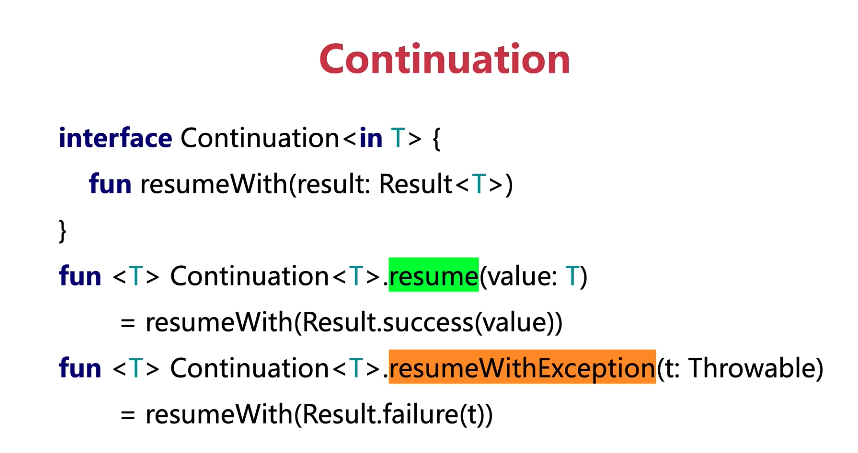 Continuation
interface Continuation<in T> {
fun resumeWith(result: Result<T>)
}
fun <T> Continuation<T>.resume(value: T)
= resumeWith(Result.success(value))
fun <T> Continuation<T>.resumeWithException(t: Throwable)
= resumeWith(Result.failure(t))